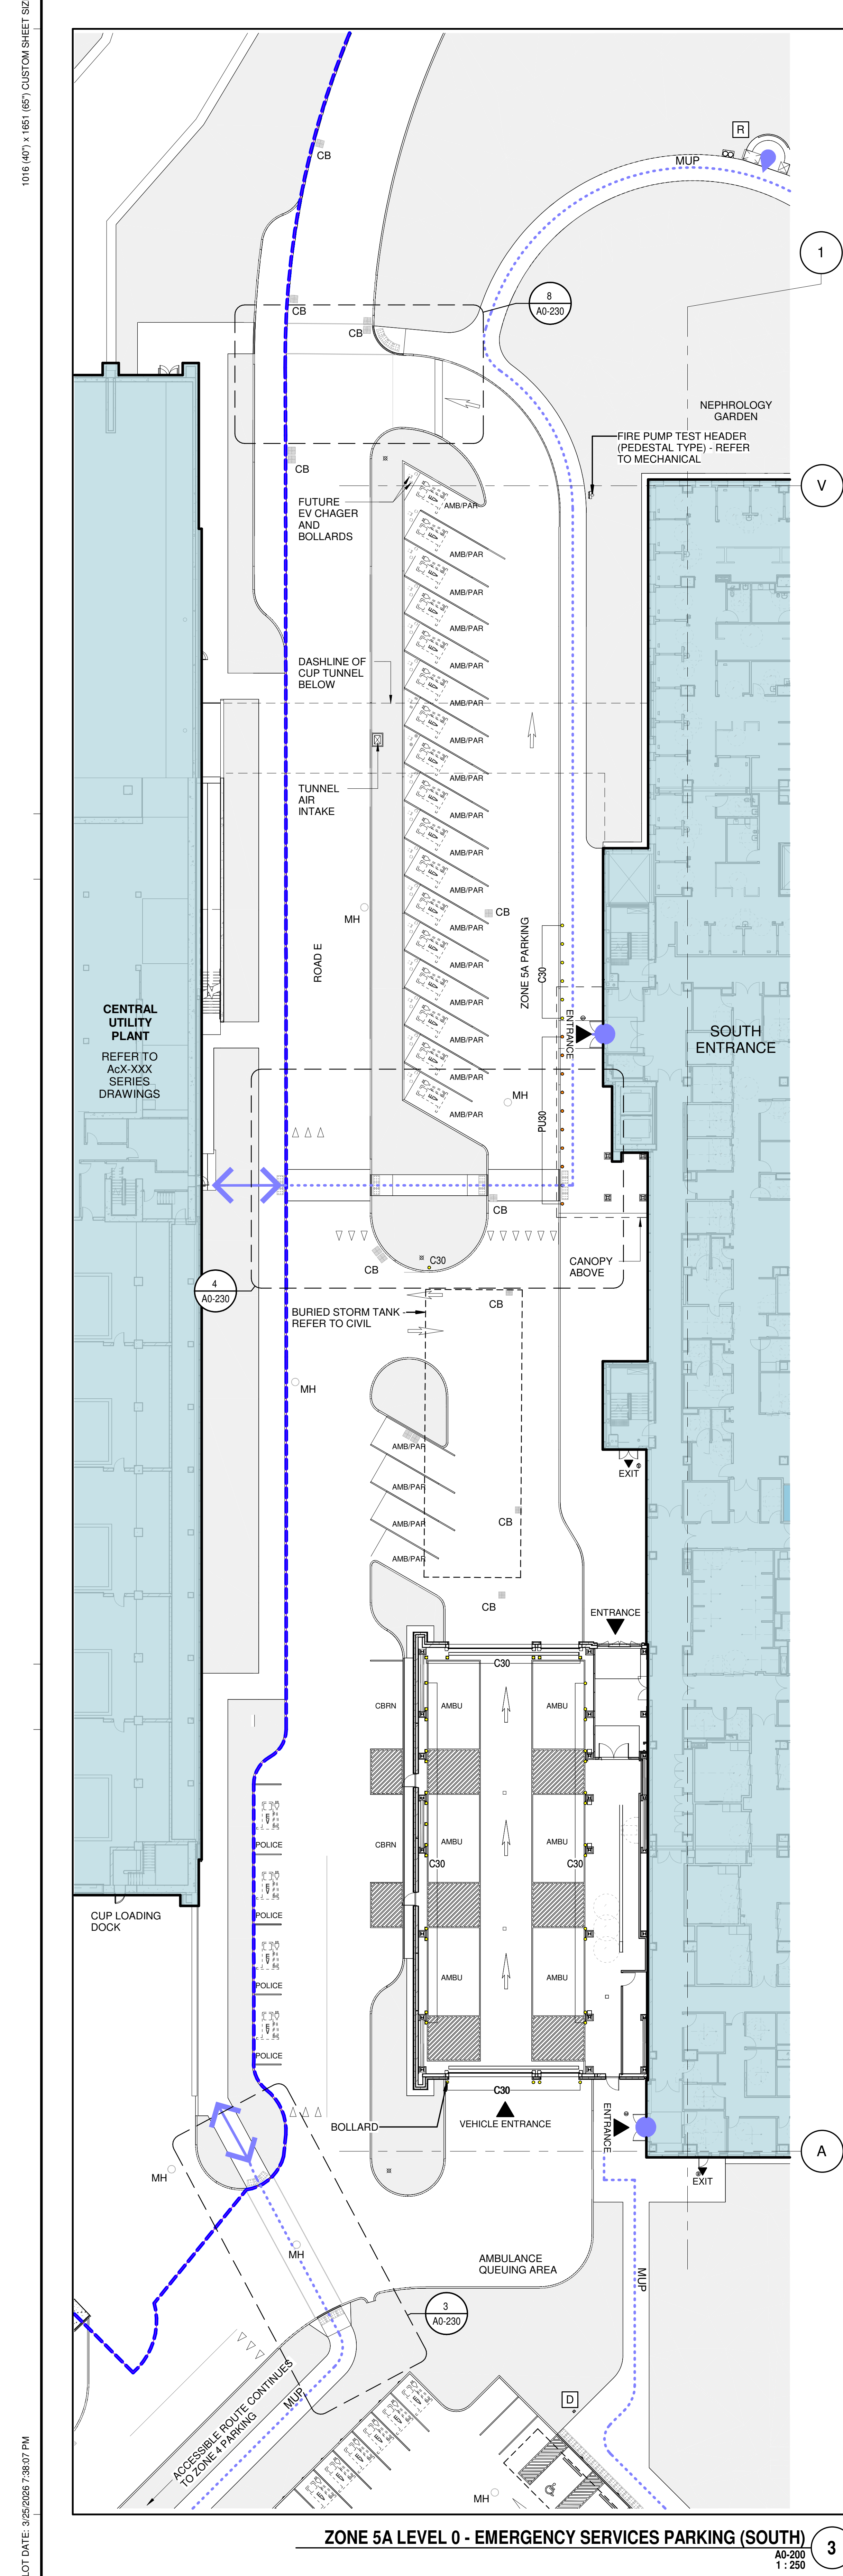 1016 (40") x 1651 (65") CUSTOM SHEET SIZ
CB
R
MUP
1
8
A0-230
CB
CB
NEPHROLOGY
GARDEN
FIRE PUMP TEST HEADER
(PEDESTAL TYPE) - REFER
TO MECHANICAL
CB
V
FUTURE
EV CHAGER
AND
BOLLARDS
AMB/PAR
AMB/PAR
AMB/PAR
AMB/PAR
AMB/PAR
DASHLINE OF
CUP TUNNEL
BELOW
AMB/PAR
AMB/PAR
AMB/PAR
TUNNEL
AIR
INTAKE
AMB/PAR
AMB/PAR
AMB/PAR
AMB/PAR
CB
MH
ROAD E
ZONE 5A PARKING
C30
AMB/PAR
AMB/PAR
AMB/PAR
AMB/PAR
AMB/PAR
ENTRANCE
SOUTH
ENTRANCE
CENTRAL
UTILITY
PLANT
REFER TO
AcX-XXX
SERIES
DRAWINGS
MH
PU30
CB
C30
CB
CANOPY
ABOVE
4
A0-230
BURIED STORM TANK -
REFER TO CIVIL
CB
MH
AMB/PAR
AMB/PAR
AMB/PAR
AMB/PAR
EXIT
CB
CB
ENTRANCE
C30
CBRN
AMBU
AMBU
CBRN
AMBU
AMBU
C30
C30
POLICE
POLICE
POLICE
POLICE
CUP LOADING
DOCK
AMBU
AMBU
C30
BOLLARD
VEHICLE ENTRANCE
ENTRANCE
A
MH
EXIT
MH
AMBULANCE
QUEUING AREA
MUP
3
A0-230
ACCESSIBLE ROUTE CONTINUES
TO ZONE 4 PARKING
MUP
D
MH
LOT DATE: 3/25/2026 7:38:07 PM
ZONE 5A LEVEL 0 - EMERGENCY SERVICES PARKING (SOUTH)
A0-200
1 : 250
3